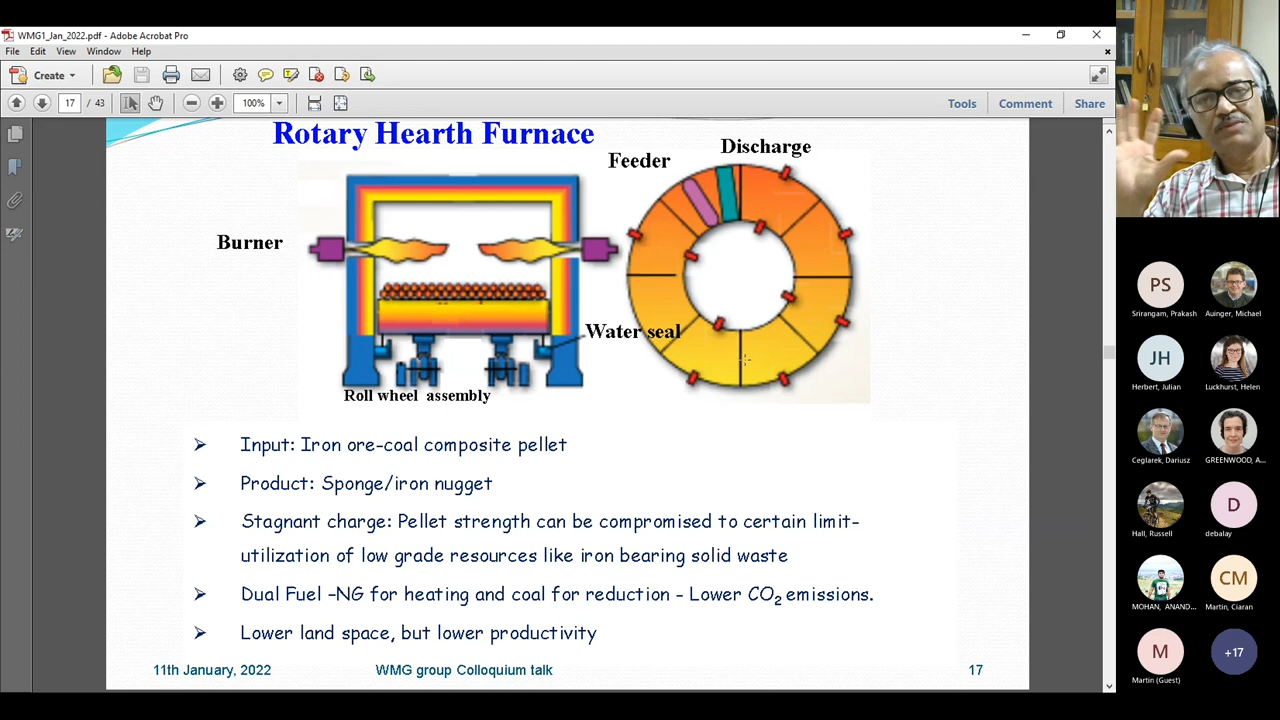 WMG1_Jan_2022.pdf - Adobe Acrobat Pro
File Edit View Window Help
Create
17 / 43
100%
Tools Comment Share
Rotary Hearth Furnace
Feeder
Discharge
Burner
Water seal
Roll wheel assembly
Input: Iron ore-coal composite pellet
Product: Sponge/iron nugget
Stagnant charge: Pellet strength can be compromised to certain limit-
utilization of low grade resources like iron bearing solid waste
Dual Fuel –NG for heating and coal for reduction - Lower CO2 emissions.
Lower land space, but lower productivity
11th January, 2022 WMG group Colloquium talk 17
PS
Srirangam, Prakash
Auinger, Michael
JH
Herbert, Julian
Luckhurst, Helen
Ceglarek, Dariusz
GREENWOOD, A...
Hall, Russell
D
debalay
MOHAN, ANAND...
CM
Martin, Ciaran
M
Martin (Guest)
+17